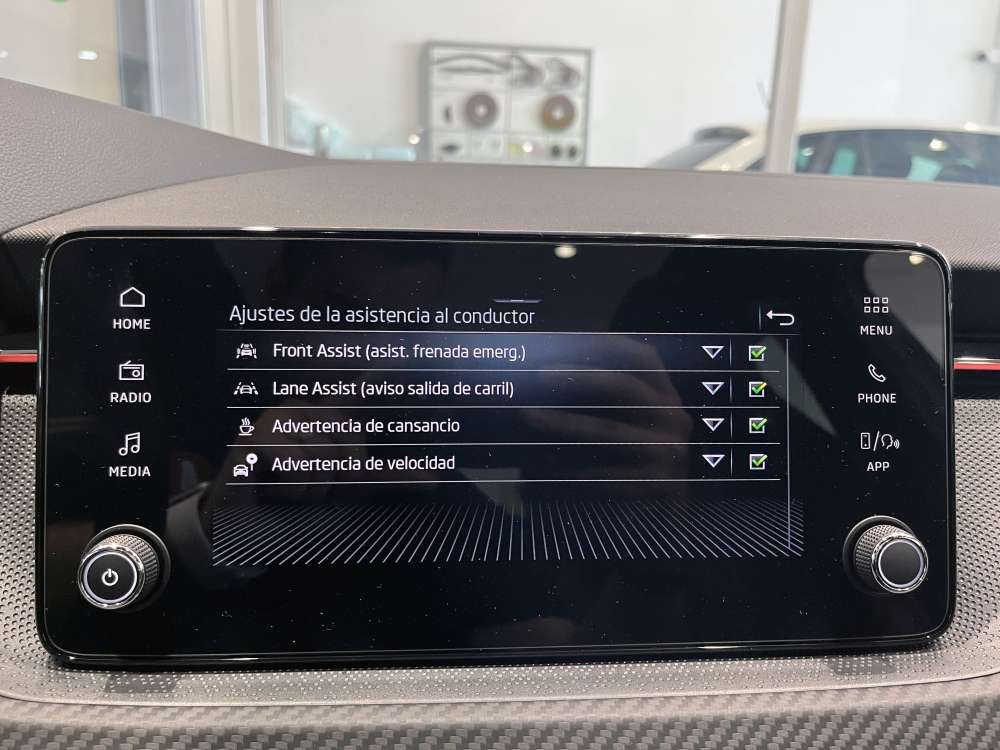 Ajustes de la asistencia al conductor
Front Assist (asist. frenada emerg.)
Lane Assist (aviso salida de carril)
Advertencia de cansancio
Advertencia de velocidad
HOME
RADIO
MEDIA
MENU
PHONE
APP